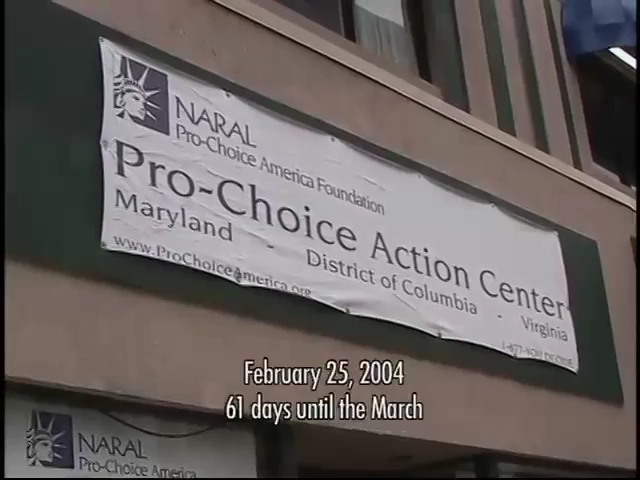 NARAL
Pro-Choice America Foundation
Pro-Choice Action Center
Maryland - District of Columbia - Virginia
www.ProChoiceAmerica.org
February 25, 2004
61 days until the March
NARAL
Pro-Choice America